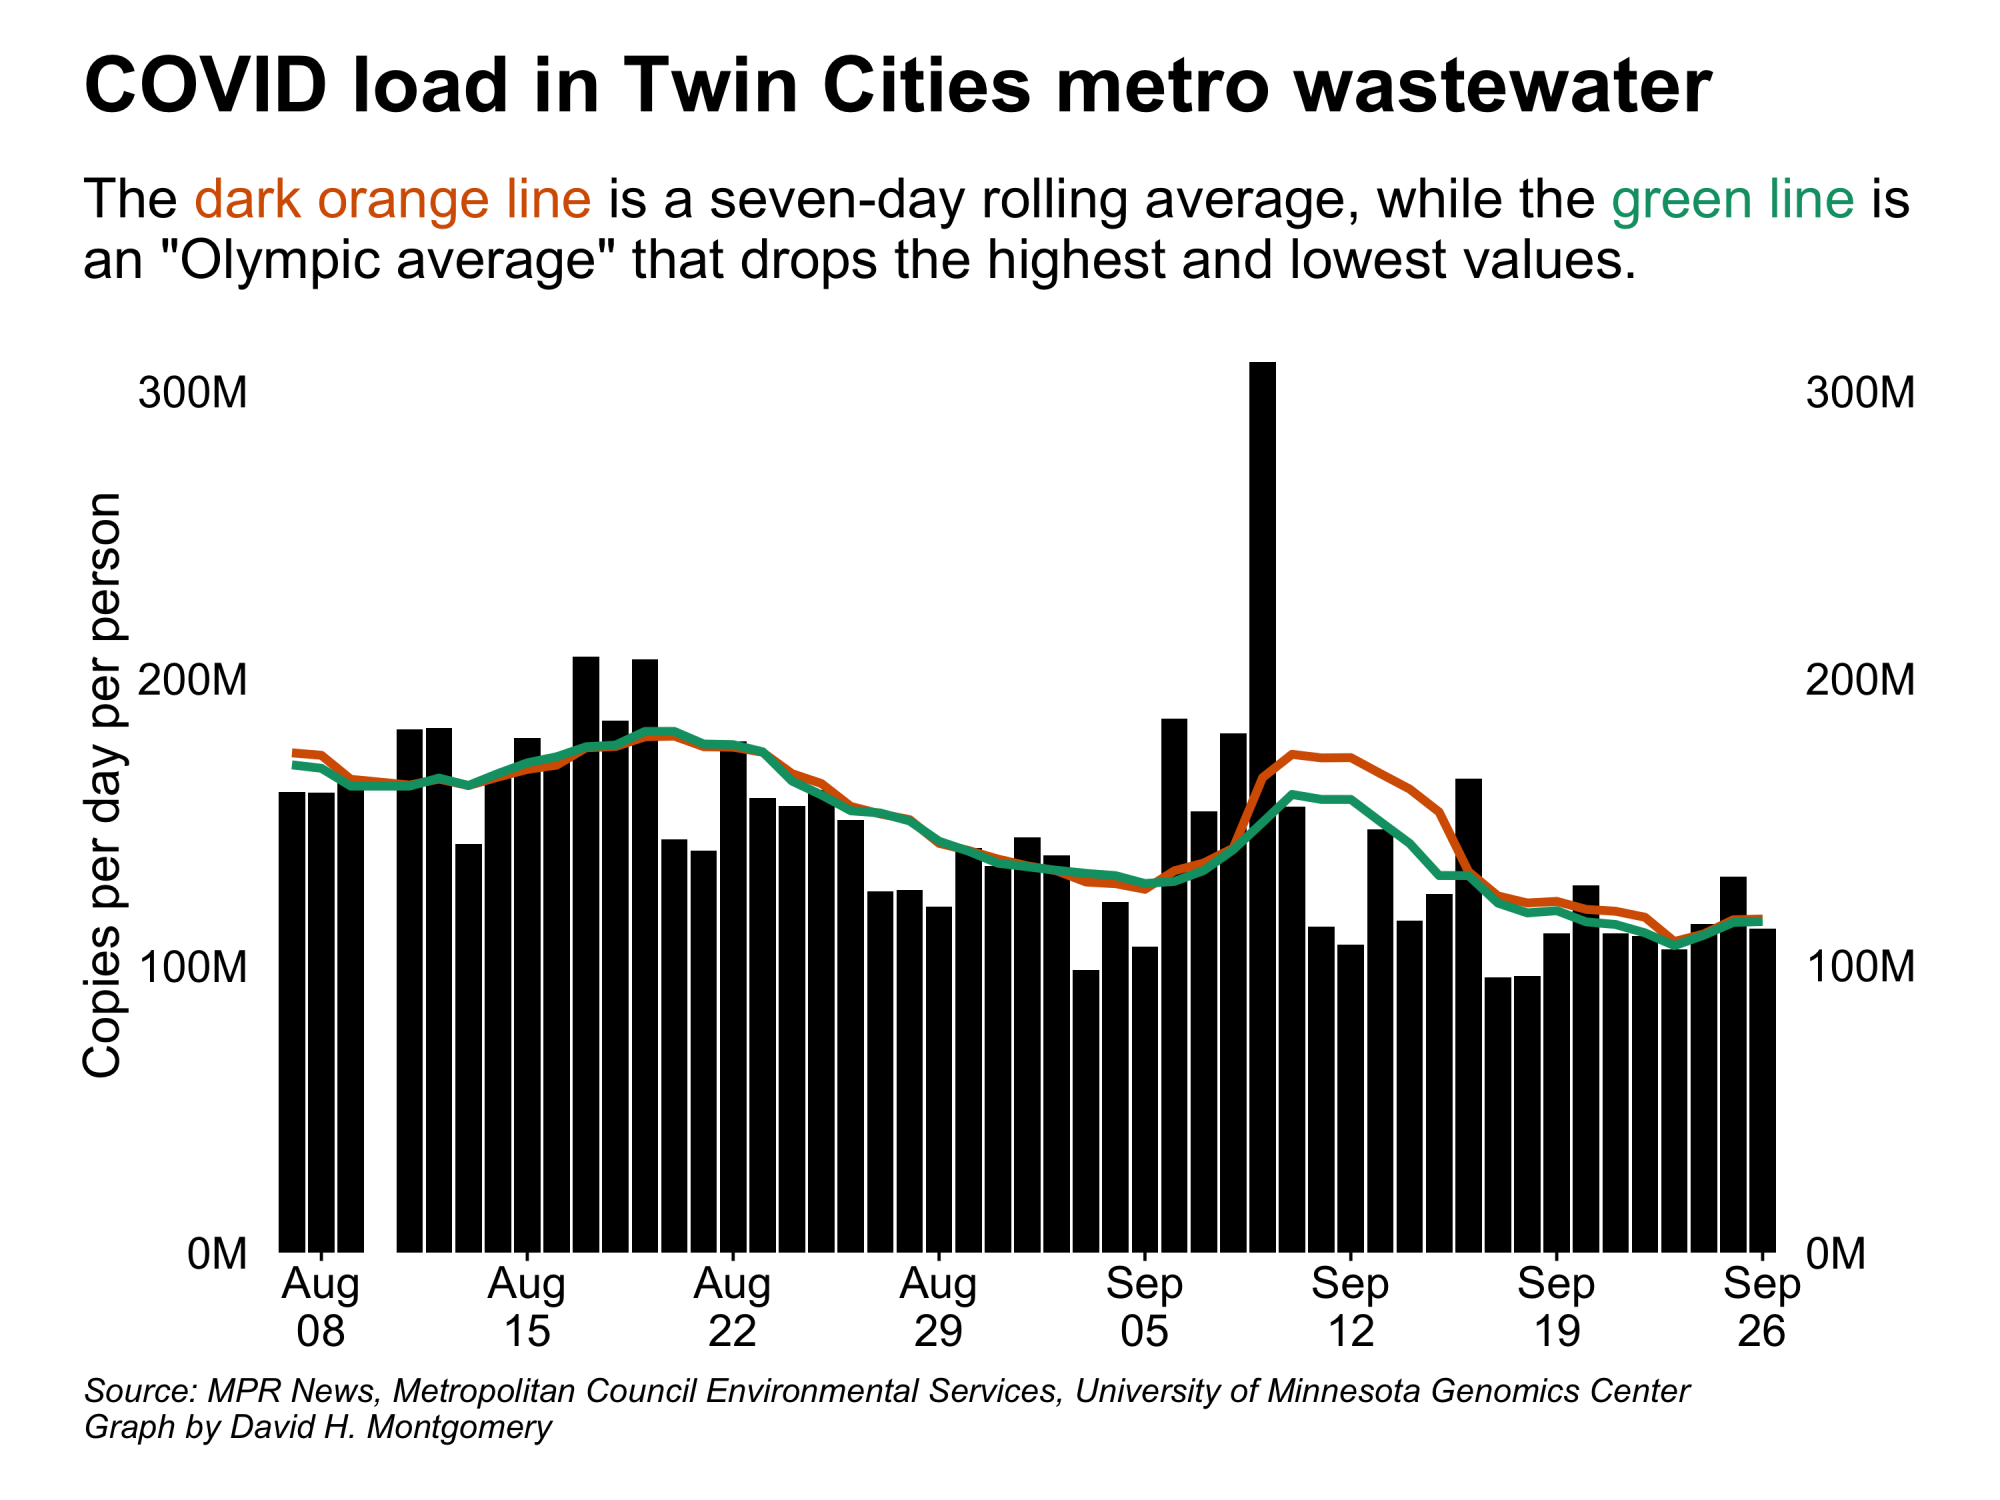 COVID load in Twin Cities metro wastewater
The dark orange line is a seven-day rolling average, while the green line is
an "Olympic average" that drops the highest and lowest values.
Copies per day per person
300M
200M
100M
0M
300M
200M
100M
0M
Aug
08
Aug
15
Aug
22
Aug
29
Sep
05
Sep
12
Sep
19
Sep
26
Source: MPR News, Metropolitan Council Environmental Services, University of Minnesota Genomics Center
Graph by David H. Montgomery